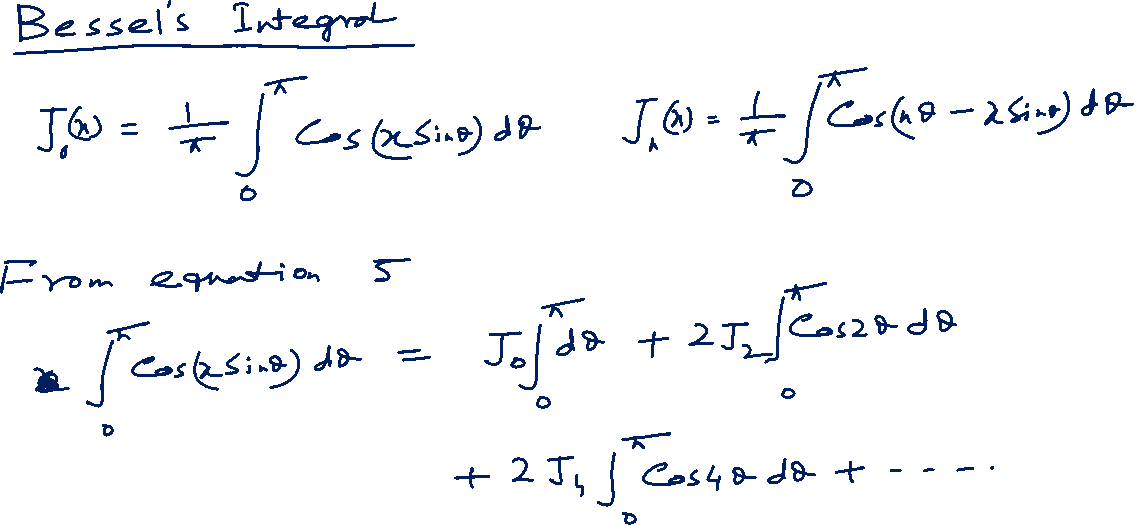 Bessel's Integral
J₀(x) = 1/π ∫₀^π Cos(x Sinθ) dθ    Jₙ(x) = 1/π ∫₀^π Cos(nθ - x Sinθ) dθ
From equation 5
∫₀^π Cos(x Sinθ) dθ = J₀ ∫₀^π dθ + 2 J₂ ∫₀^π Cos2θ dθ
+ 2 J₄ ∫₀^π Cos4θ dθ + - - - .